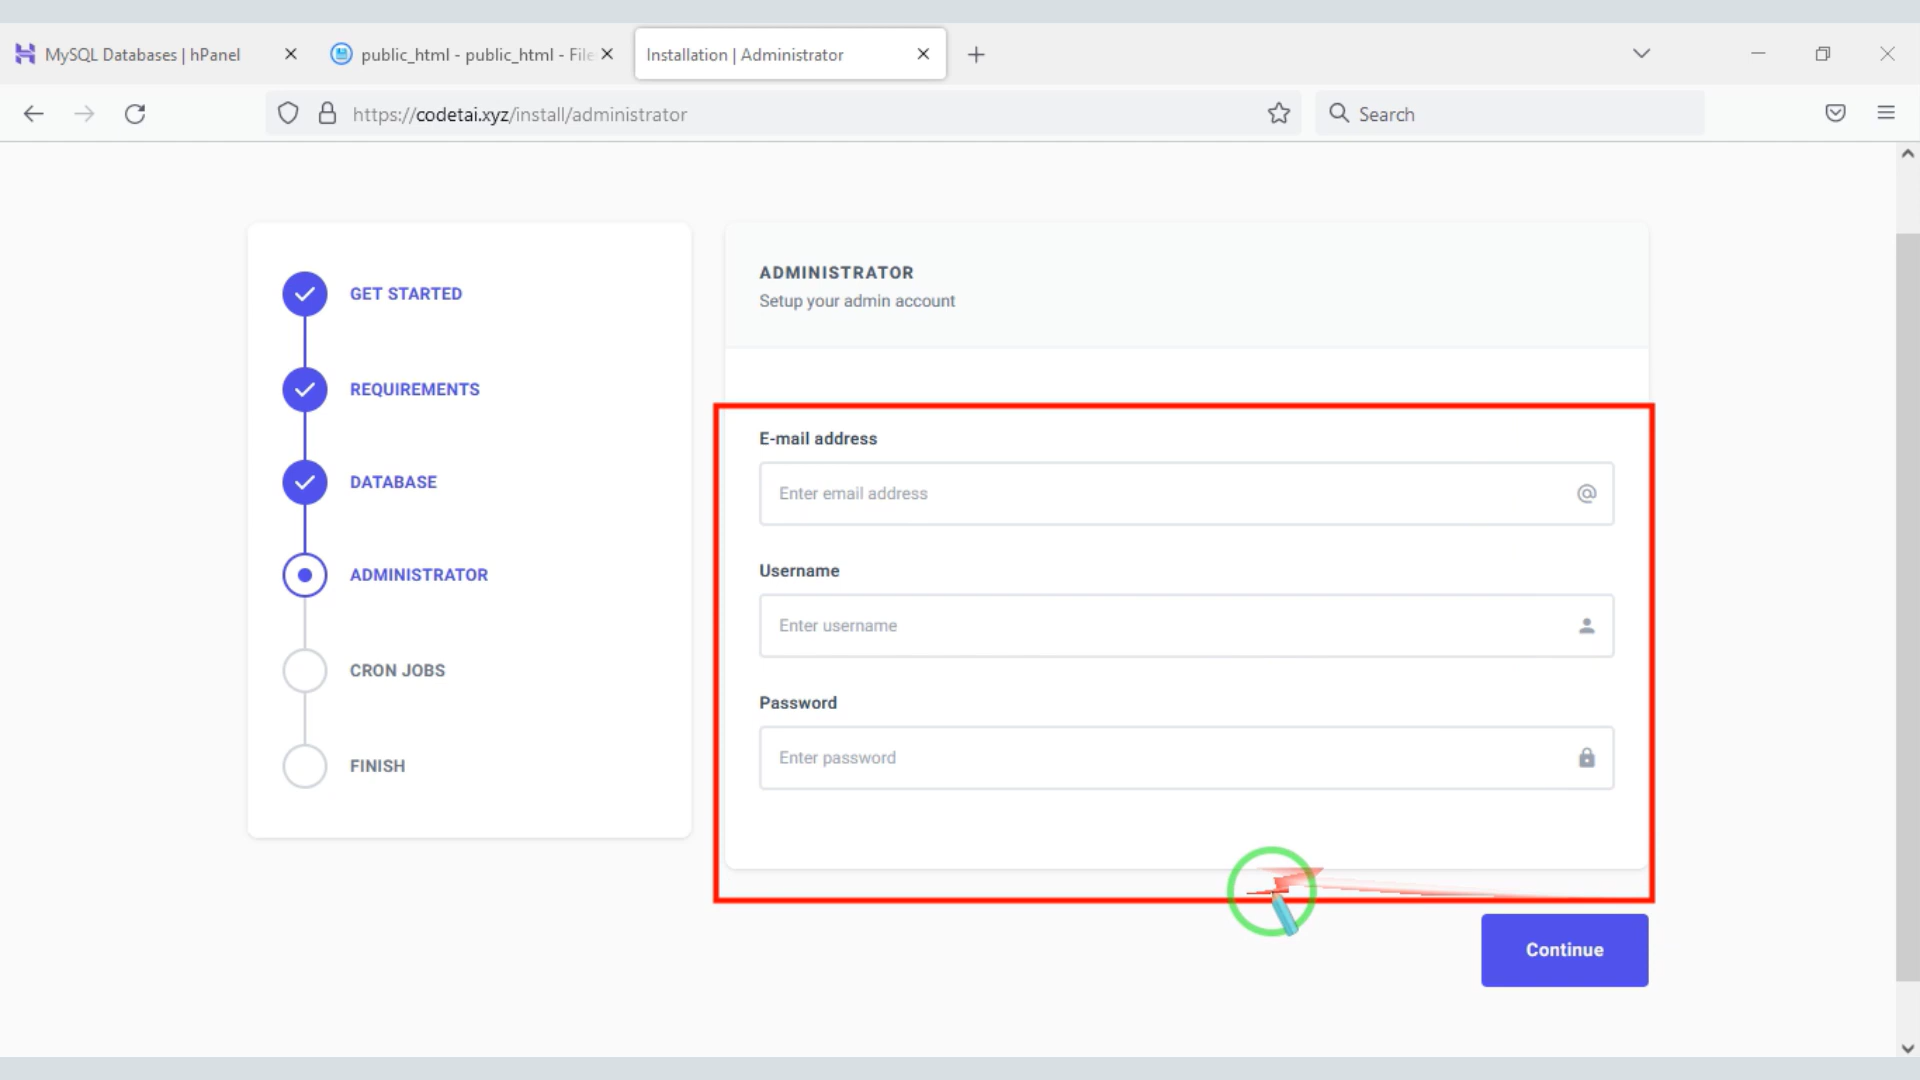 MySQL Databases | hPanel
public_html - public_html - File
Installation | Administrator
https://codetai.xyz/install/administrator
Search
GET STARTED
REQUIREMENTS
DATABASE
ADMINISTRATOR
CRON JOBS
FINISH
ADMINISTRATOR
Setup your admin account
E-mail address
Enter email address
Username
Enter username
Password
Enter password
Continue